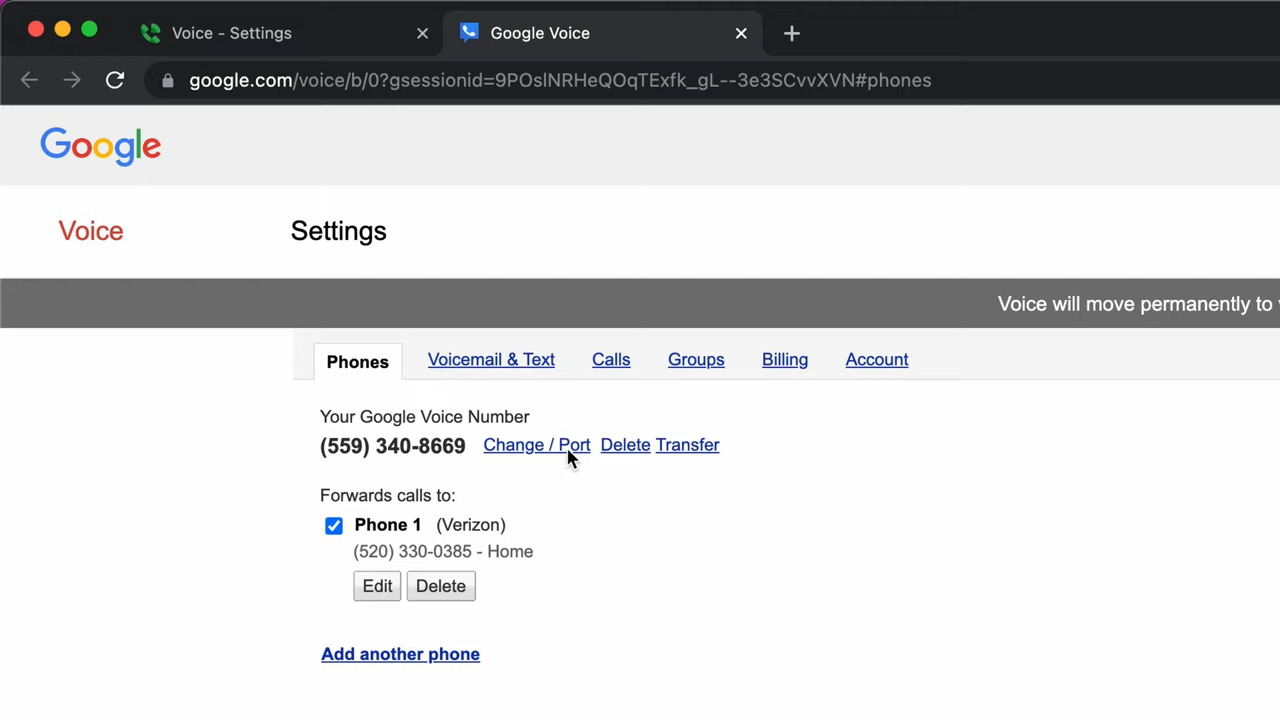 Voice - Settings
Google Voice
google.com/voice/b/0?gsessionid=9POslNRHeQOqTExfk_gL--3e3SCvvXVN#phones
Google
Voice
Settings
Voice will move permanently to
Phones
Voicemail & Text
Calls
Groups
Billing
Account
Your Google Voice Number
(559) 340-8669 Change / Port Delete Transfer
Forwards calls to:
Phone 1 (Verizon)
(520) 330-0385 - Home
Edit
Delete
Add another phone